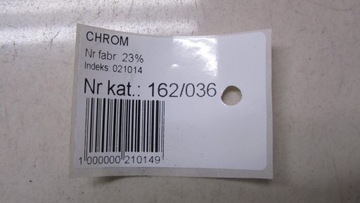 CHROM
Nr fabr: 23%
Indeks: 021014
Nr kat.: 162/036
1 000000 210149